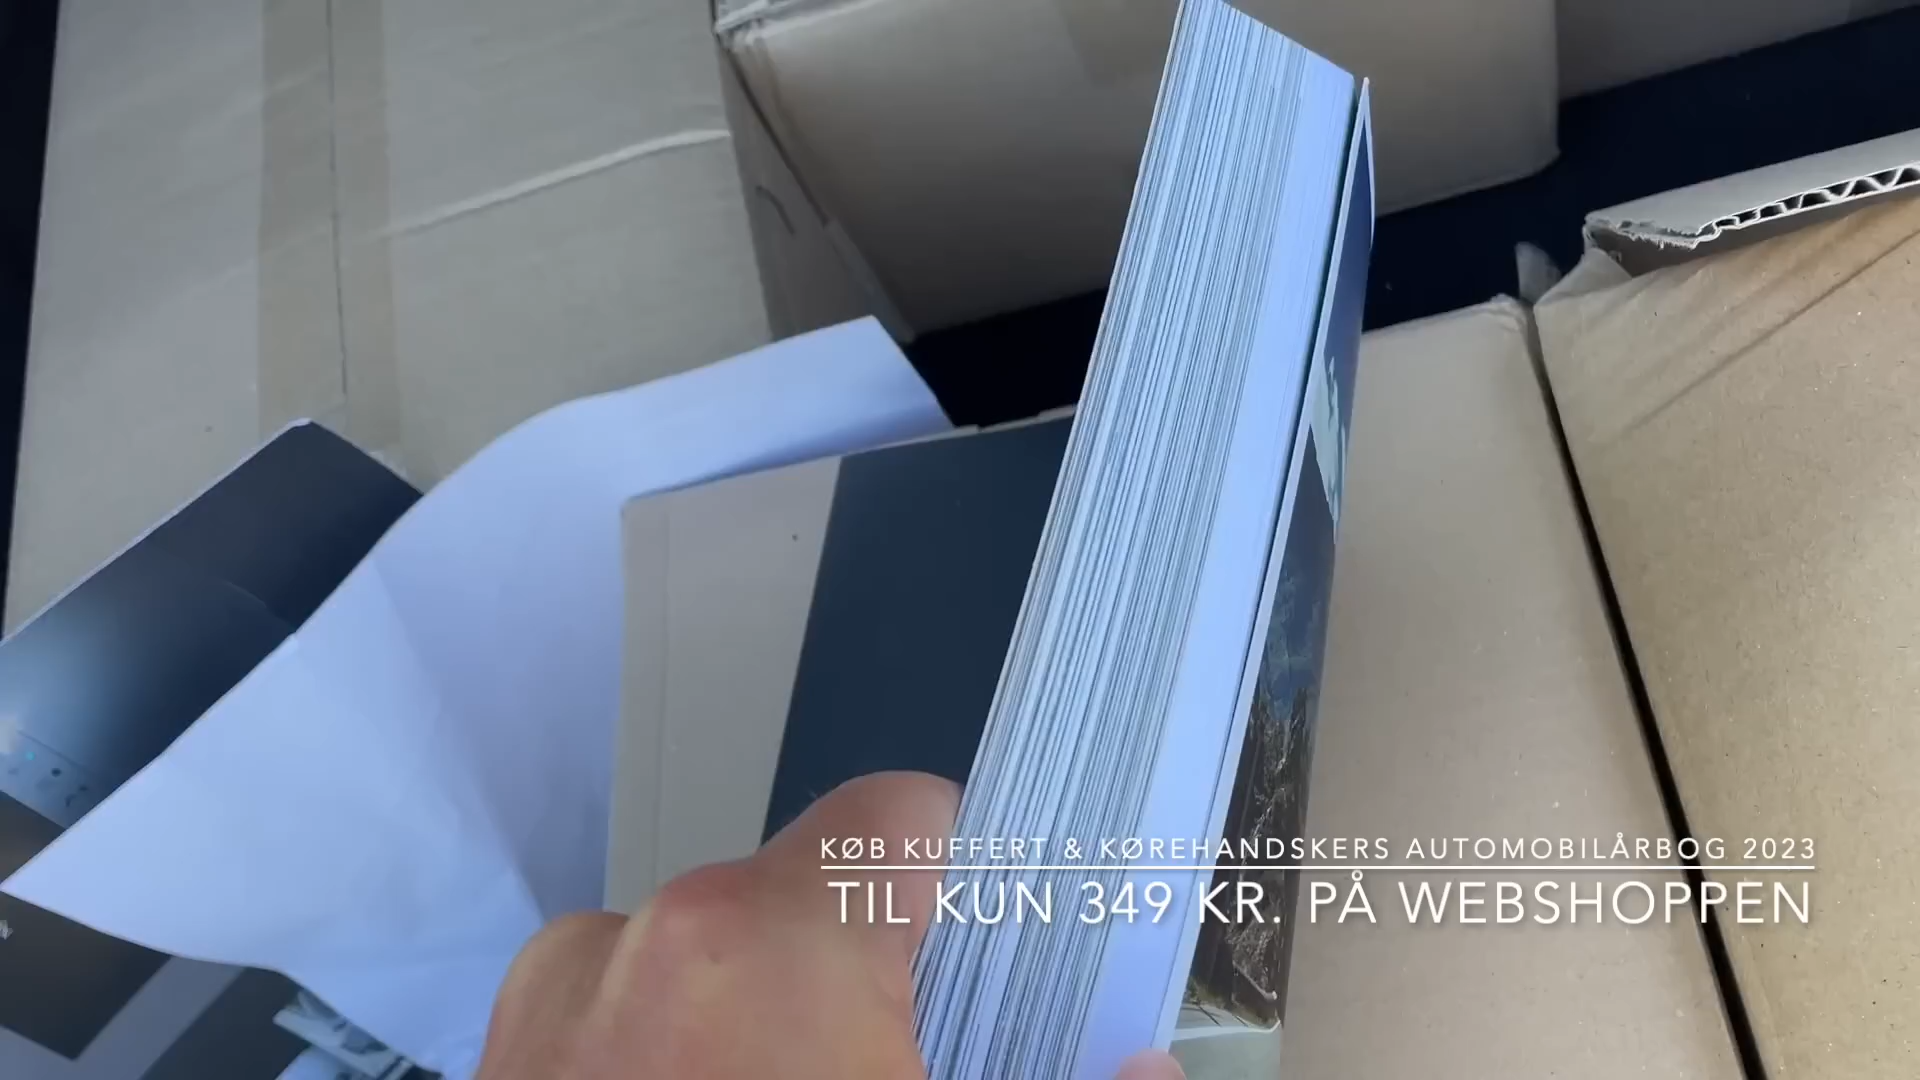 KØB KUFFERT & KØREHANDSKERS AUTOMOBILÅRBOG 2023
TIL KUN 349 KR. PÅ WEBSHOPPEN